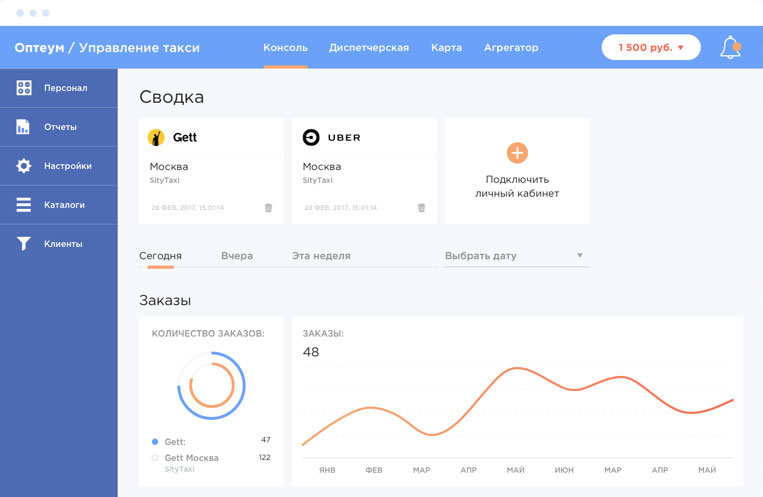 Оптеум / Управление такси
Консоль
Диспетчерская
Карта
Агрегатор
1 500 руб.
Персонал
Отчеты
Настройки
Каталоги
Клиенты
Сводка
Gett
Москва
SityTaxi
28 ФЕВ, 2017, 15:01:14
UBER
Москва
SityTaxi
28 ФЕВ, 2017, 15:01:14
Подключить
личный кабинет
Сегодня
Вчера
Эта неделя
Выбрать дату
Заказы
КОЛИЧЕСТВО ЗАКАЗОВ:
Gett: 47
Gett Москва 122
SityTaxi
ЗАКАЗЫ:
48
ЯНВ ФЕВ МАР АПР МАЙ ИЮН МАР АПР МАЙ